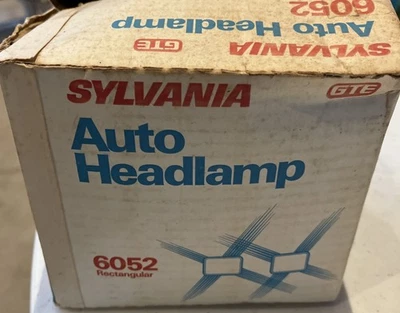 6052
Auto Headlamp
GTE
SYLVANIA
SYLVANIA GTE
Auto
Headlamp
6052
Rectangular